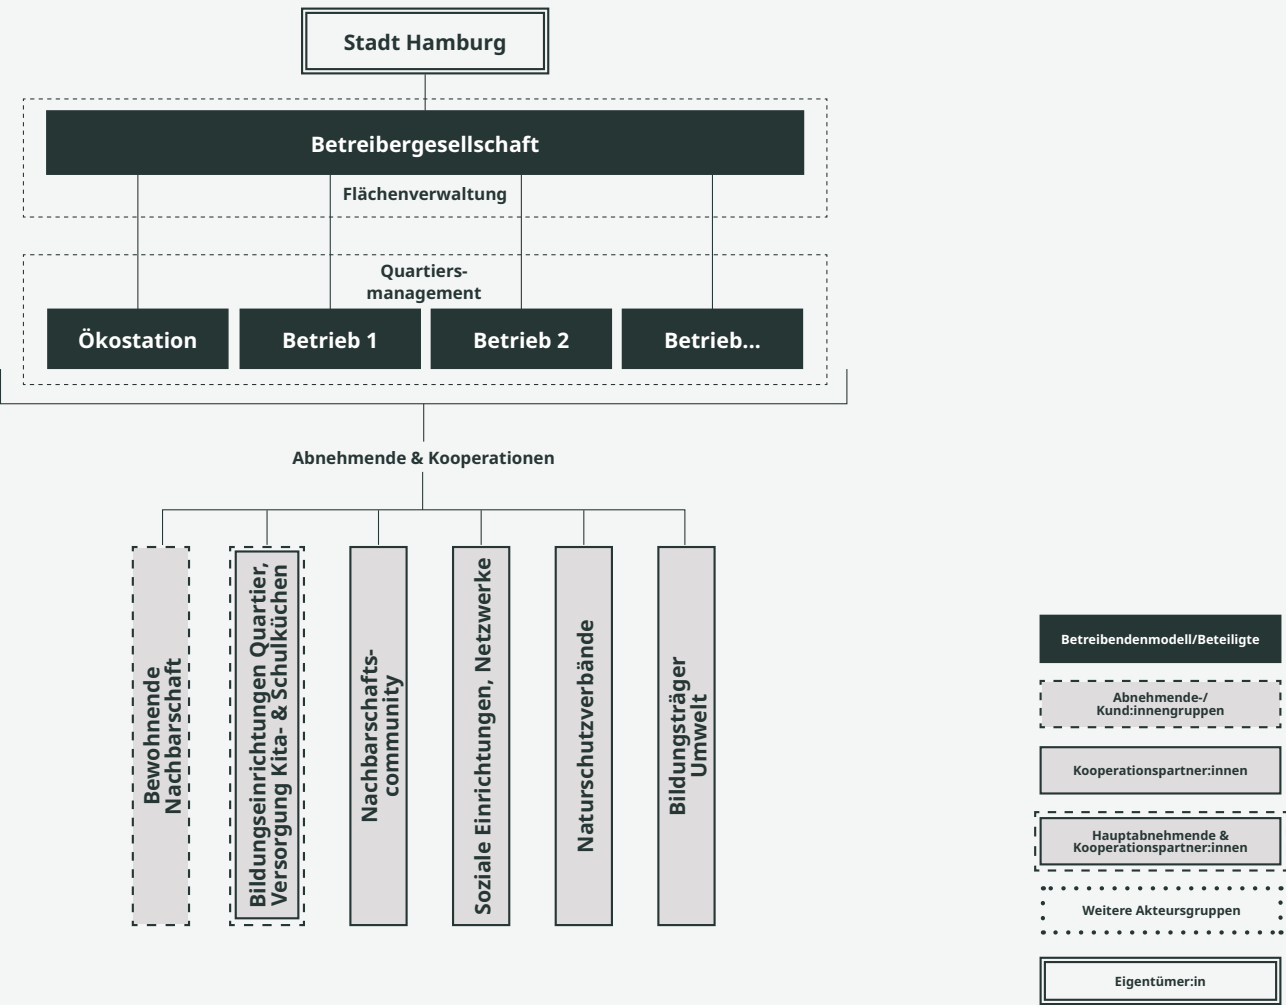 Stadt Hamburg
Betreibergesellschaft
Flächenverwaltung
Quartiers-
management
Ökostation
Betrieb 1
Betrieb 2
Betrieb...
Abnehmende & Kooperationen
Bewohnende
Nachbarschaft
Bildungseinrichtungen Quartier,
Versorgung Kita- & Schulküchen
Nachbarschafts-
community
Soziale Einrichtungen, Netzwerke
Naturschutzverbände
Bildungsträger
Umwelt
Betreibendenmodell/Beteiligte
Abnehmende-/
Kund:innengruppen
Kooperationspartner:innen
Hauptabnehmende &
Kooperationspartner:innen
Weitere Akteursgruppen
Eigentümer:in